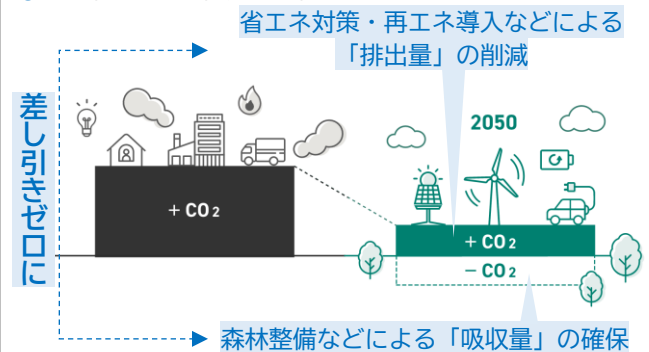 省エネ対策・再エネ導入などによる
「排出量」の削減
差し引きゼロに
2050
+ CO2
+ CO2
− CO2
森林整備などによる「吸収量」の確保